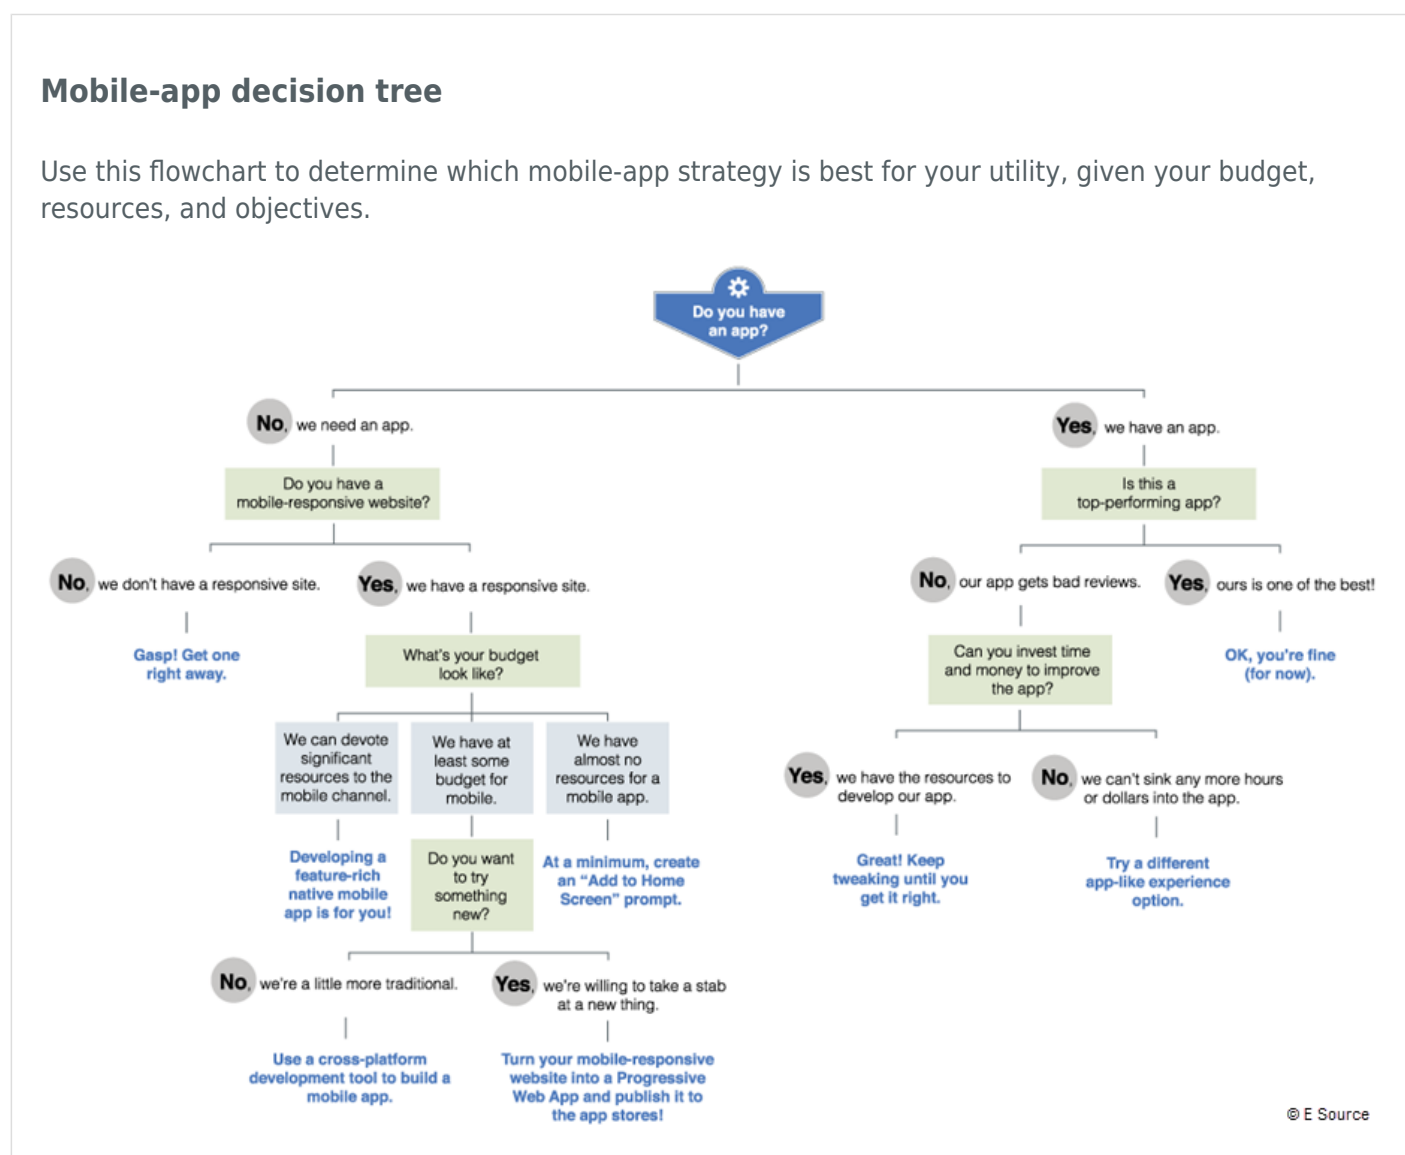 Mobile-app decision tree
Use this flowchart to determine which mobile-app strategy is best for your utility, given your budget,
resources, and objectives.
Do you have
an app?
No, we need an app.
Yes, we have an app.
Do you have a
mobile-responsive website?
Is this a
top-performing app?
No, we don't have a responsive site.
Yes, we have a responsive site.
No, our app gets bad reviews.
Yes, ours is one of the best!
Gasp! Get one
right away.
What's your budget
look like?
Can you invest time
and money to improve
the app?
OK, you're fine
(for now).
We can devote
significant
resources to the
mobile channel.
We have at
least some
budget for
mobile.
We have
almost no
resources for a
mobile app.
Yes, we have the resources to
develop our app.
No, we can't sink any more hours
or dollars into the app.
Developing a
feature-rich
native mobile
app is for you!
Do you want
to try
something
new?
At a minimum, create
an “Add to Home
Screen” prompt.
Great! Keep
tweaking until you
get it right.
Try a different
app-like experience
option.
No, we're a little more traditional.
Yes, we're willing to take a stab
at a new thing.
Use a cross-platform
development tool to build a
mobile app.
Turn your mobile-responsive
website into a Progressive
Web App and publish it to
the app stores!
© E Source